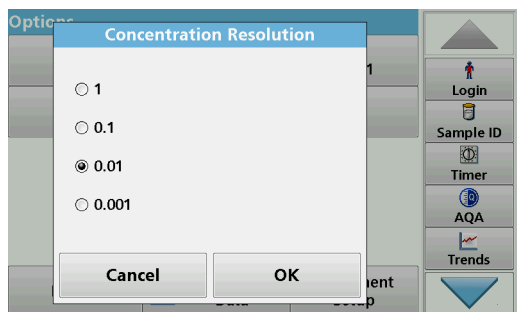 Concentration Resolution
1
0.1
0.01
0.001
Cancel
OK
Login
Sample ID
Timer
AQA
Trends